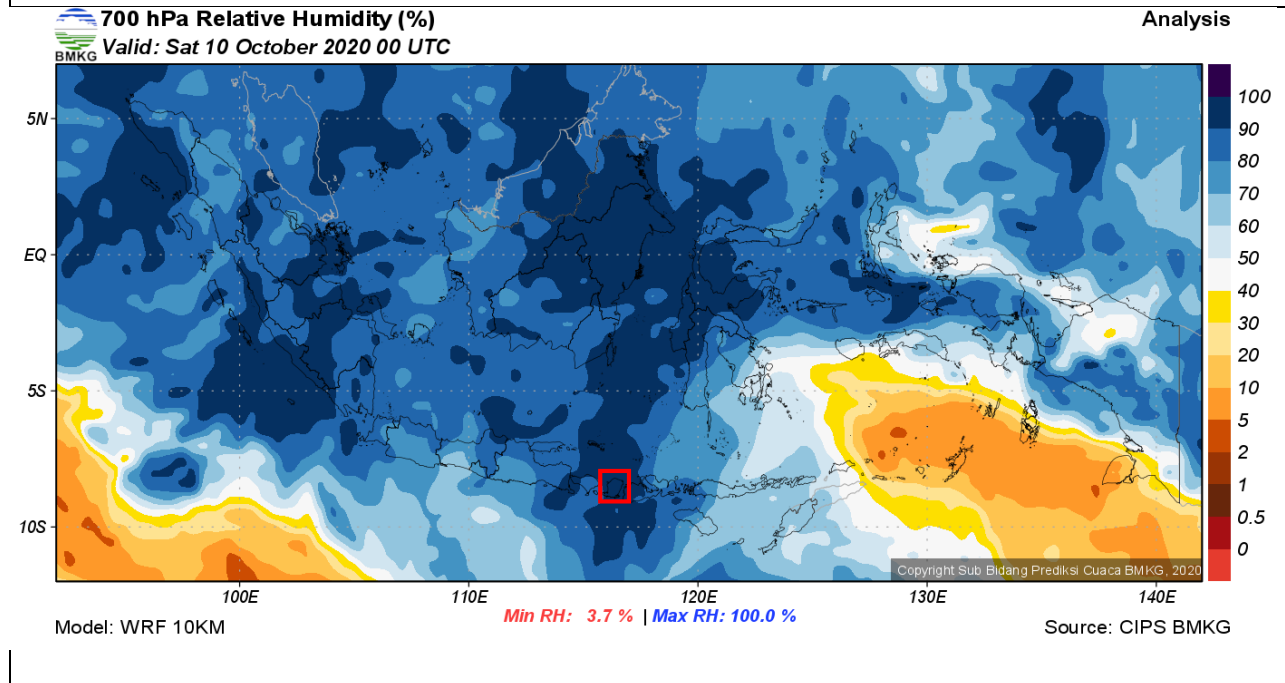 700 hPa Relative Humidity (%)
Analysis
Valid: Sat 10 October 2020 00 UTC
BMKG
5N
EQ
5S
10S
100
90
80
70
60
50
40
30
20
10
5
2
1
0.5
0
Copyright Sub Bidang Prediksi Cuaca BMKG, 2020
100E 110E 120E 130E 140E
Min RH: 3.7 % | Max RH: 100.0 %
Model: WRF 10KM
Source: CIPS BMKG